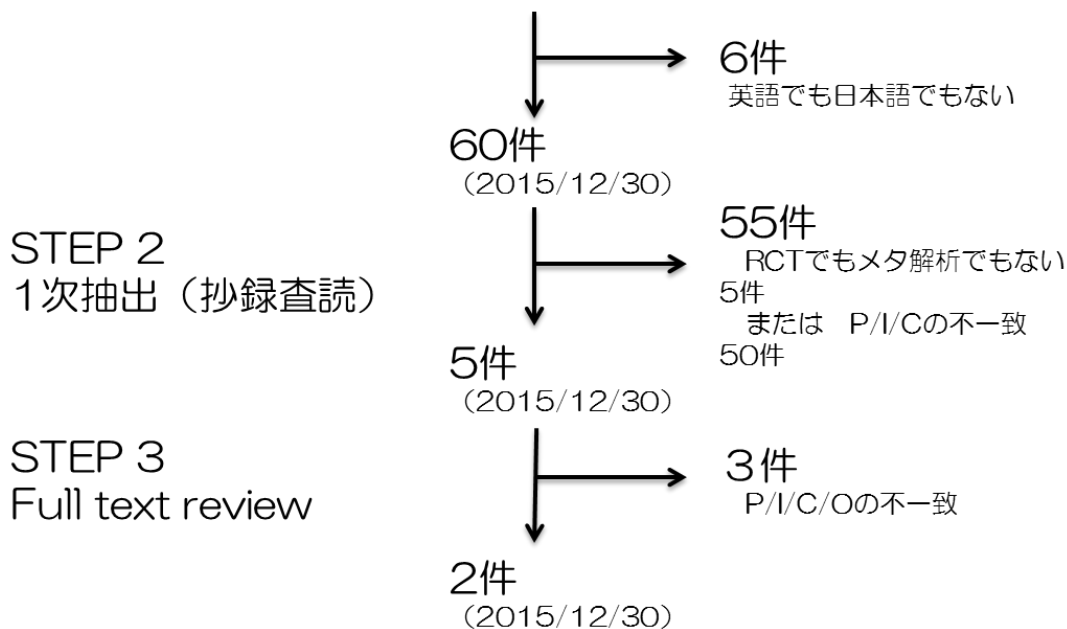 6件
英語でも日本語でもない
60件
（2015/12/30）
STEP 2
1次抽出（抄録査読）
55件
RCTでもメタ解析でもない
5件
または　P/I/Cの不一致
50件
5件
（2015/12/30）
STEP 3
Full text review
3件
P/I/C/Oの不一致
2件
（2015/12/30）